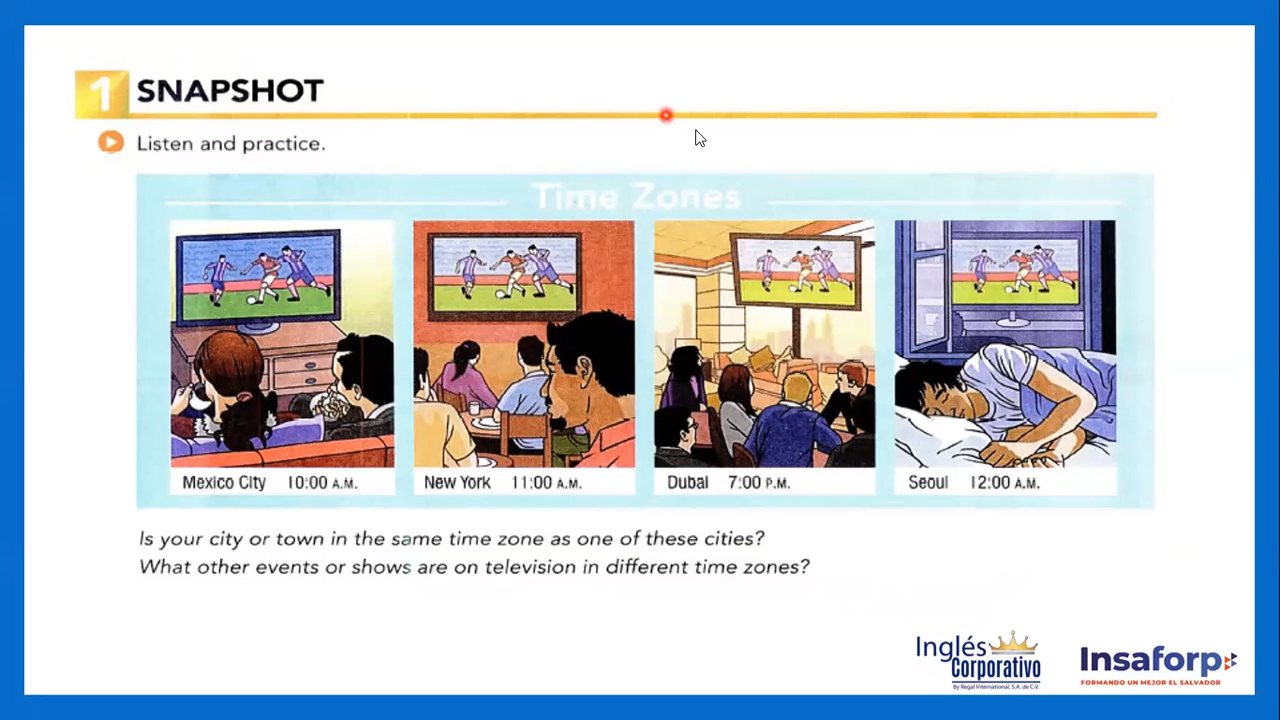 1 SNAPSHOT
Listen and practice.
Time Zones
Mexico City 10:00 A.M.
New York 11:00 A.M.
Dubai 7:00 P.M.
Seoul 12:00 A.M.
Is your city or town in the same time zone as one of these cities?
What other events or shows are on television in different time zones?
Inglés
Corporativo
By Regal International, S.A. de C.V.
Insaforp
FORMANDO UN MEJOR EL SALVADOR